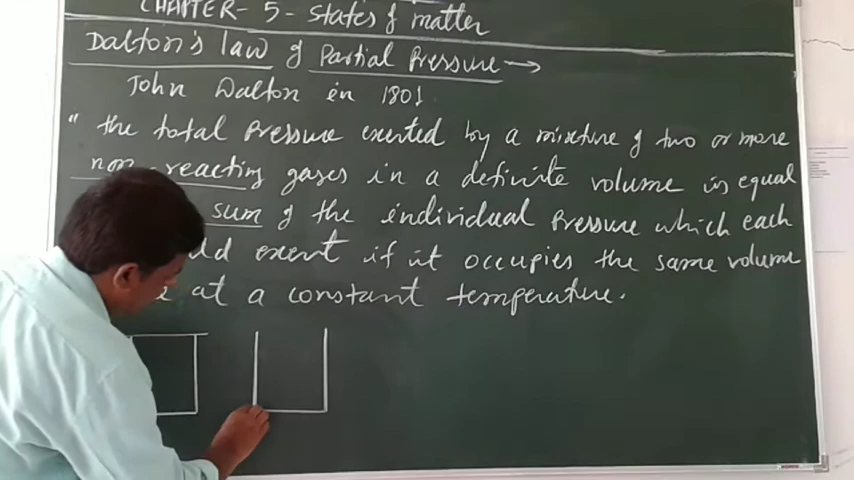 CHAPTER- 5 - States of matter
Dalton's law of Partial Pressure →
John Dalton in 1801
" the total Pressure exerted by a mixture of two or more
non-reacting gases in a definite volume is equal
sum of the individual Pressure which each
exert if it occupies the same volume
at a constant temperature.